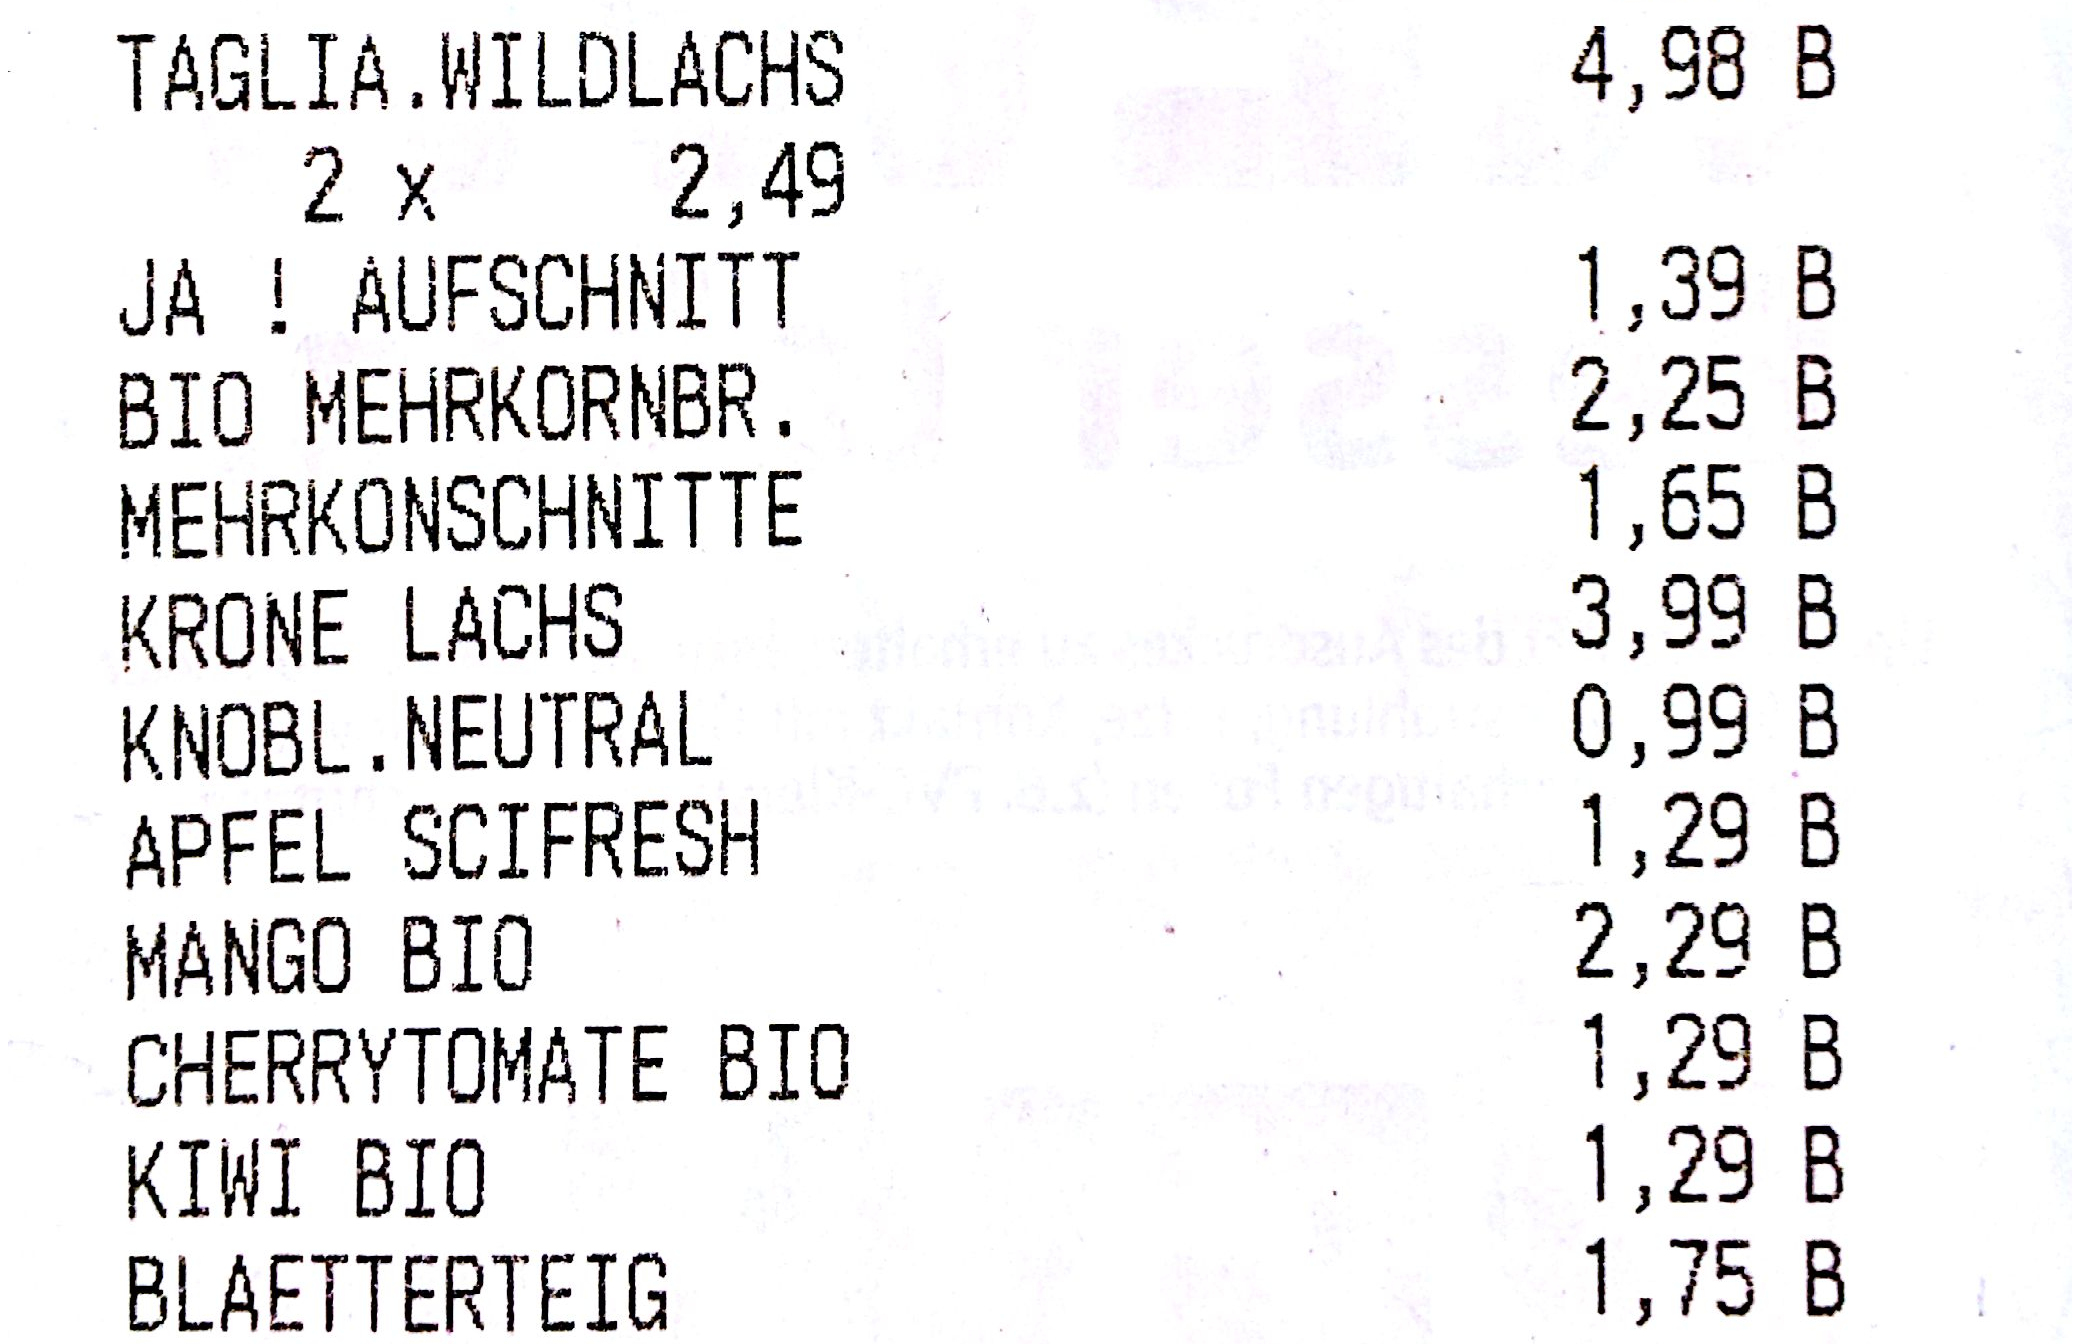 TAGLIA.WILDLACHS 4,98 B
2 x 2,49
JA ! AUFSCHNITT 1,39 B
BIO MEHRKORNBR. 2,25 B
MEHRKONSCHNITTE 1,65 B
KRONE LACHS 3,99 B
KNOBL.NEUTRAL 0,99 B
APFEL SCIFRESH 1,29 B
MANGO BIO 2,29 B
CHERRYTOMATE BIO 1,29 B
KIWI BIO 1,29 B
BLAETTERTEIG 1,75 B